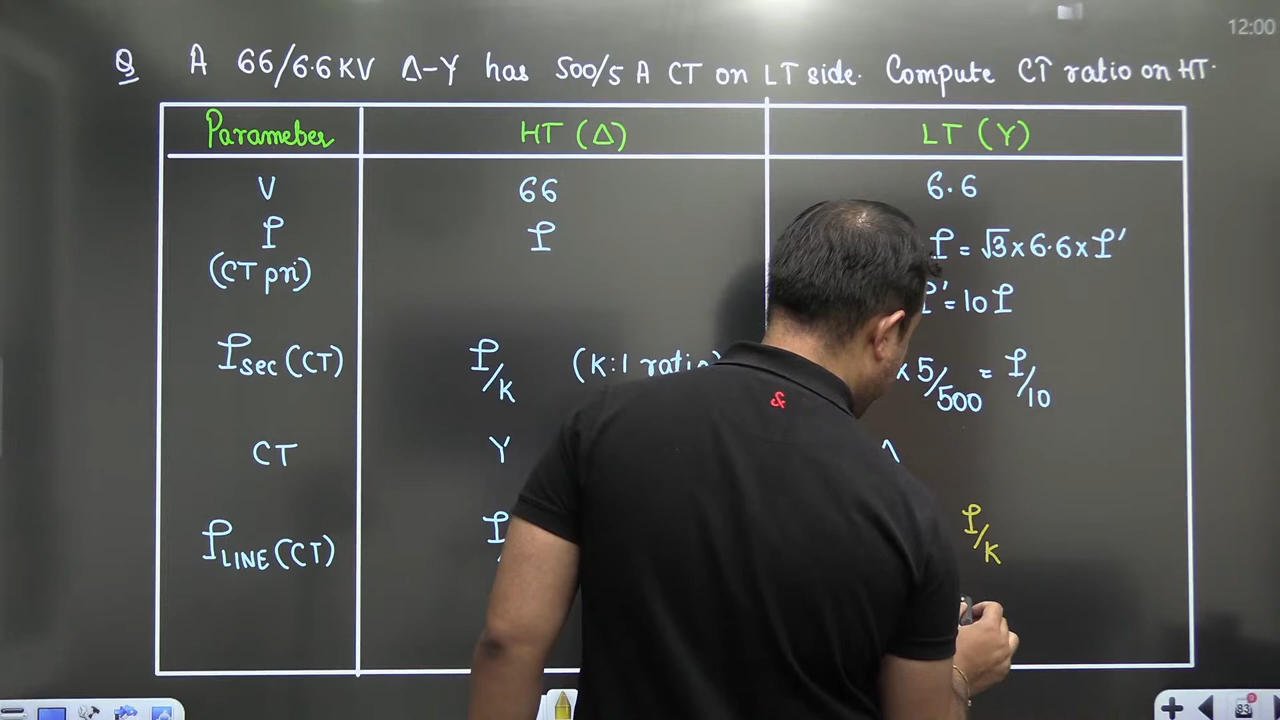 12:00
Q A 66/6.6 KV Δ-Y has 500/5 A CT on LT side. Compute CT ratio on HT.
Parameber HT (Δ) LT (Y)
V 66 6.6
I I I = √3 x 6.6 x I'
(CT pri) I' = 10 I
Isec (CT) I/K (K:1 ratio) x 5/500 = I/10
CT Y
ILINE (CT) I I/K
83